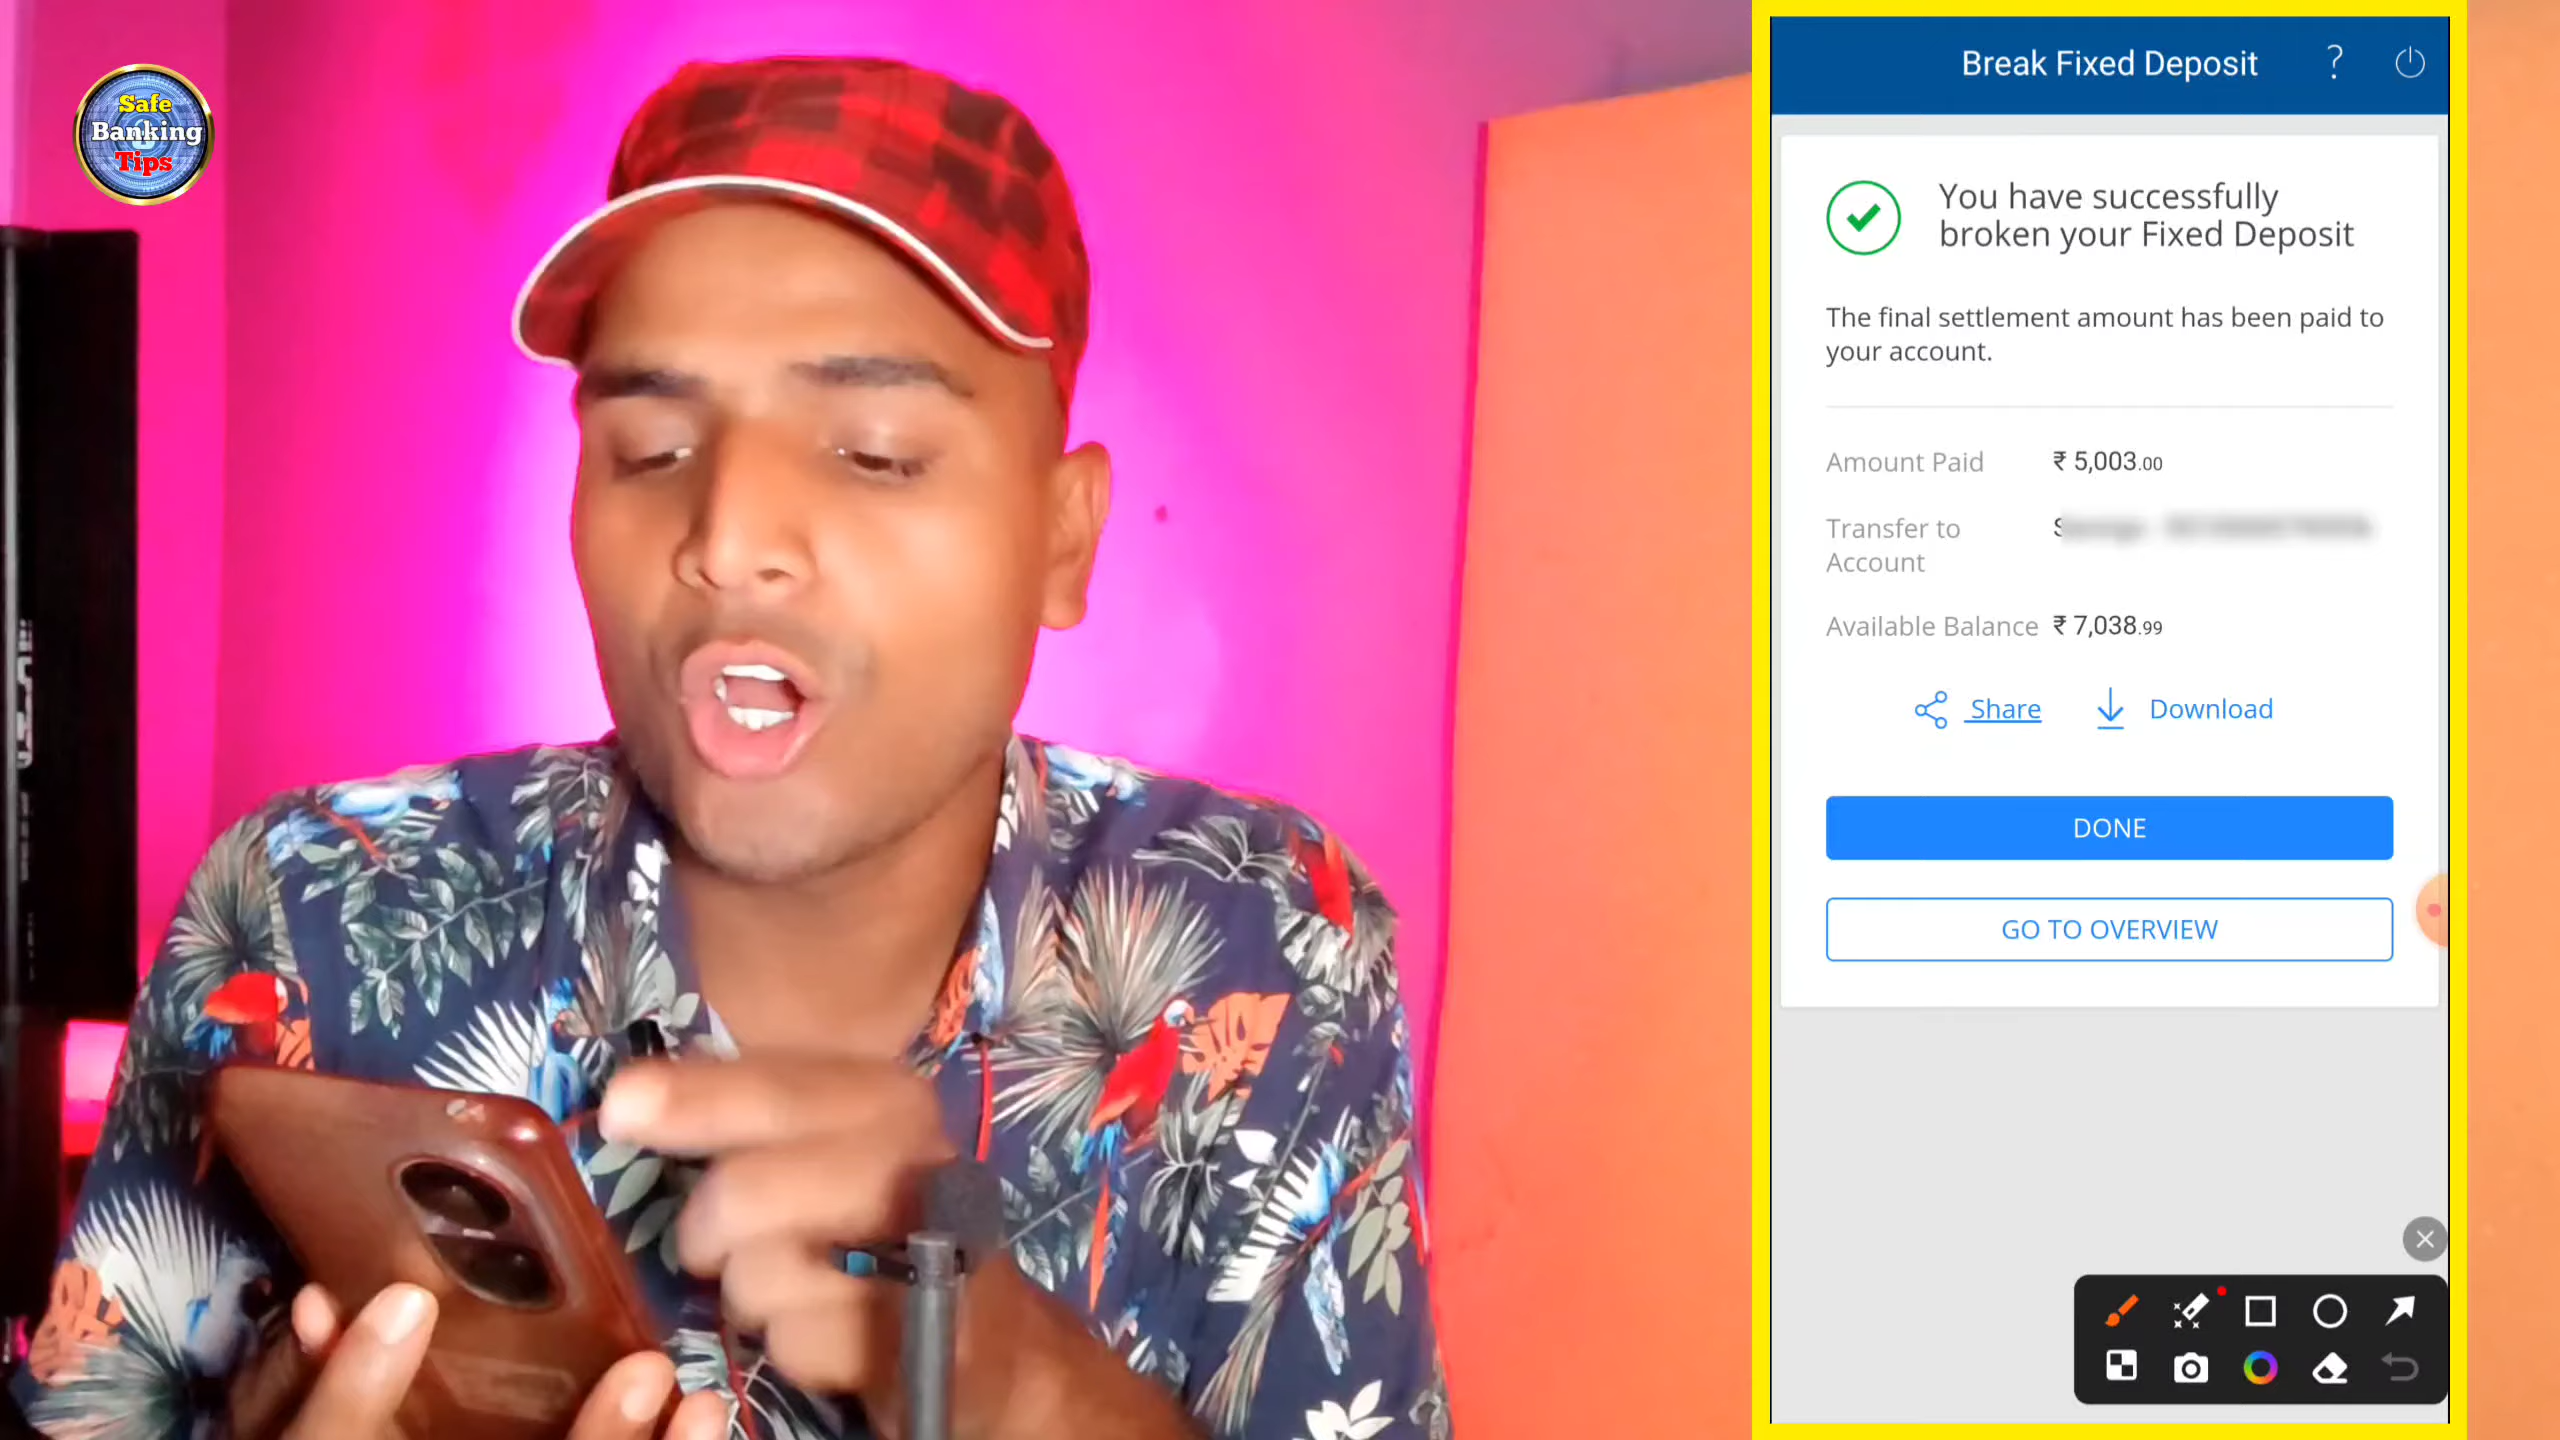 Safe
Banking
Tips
Break Fixed Deposit ?
You have successfully
broken your Fixed Deposit
The final settlement amount has been paid to
your account.
Amount Paid ₹ 5,003.00
Transfer to
Account
Available Balance ₹ 7,038.99
Share Download
DONE
GO TO OVERVIEW